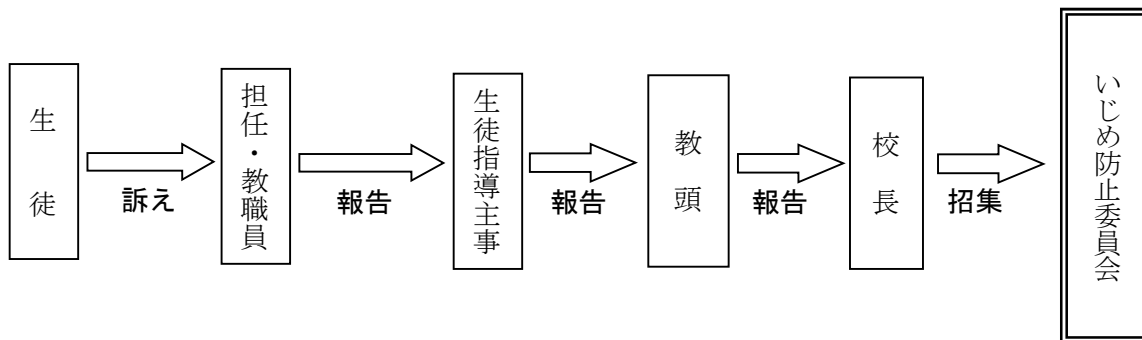 生徒
訴え
担任・教職員
報告
生徒指導主事
報告
教頭
報告
校長
招集
いじめ防止委員会